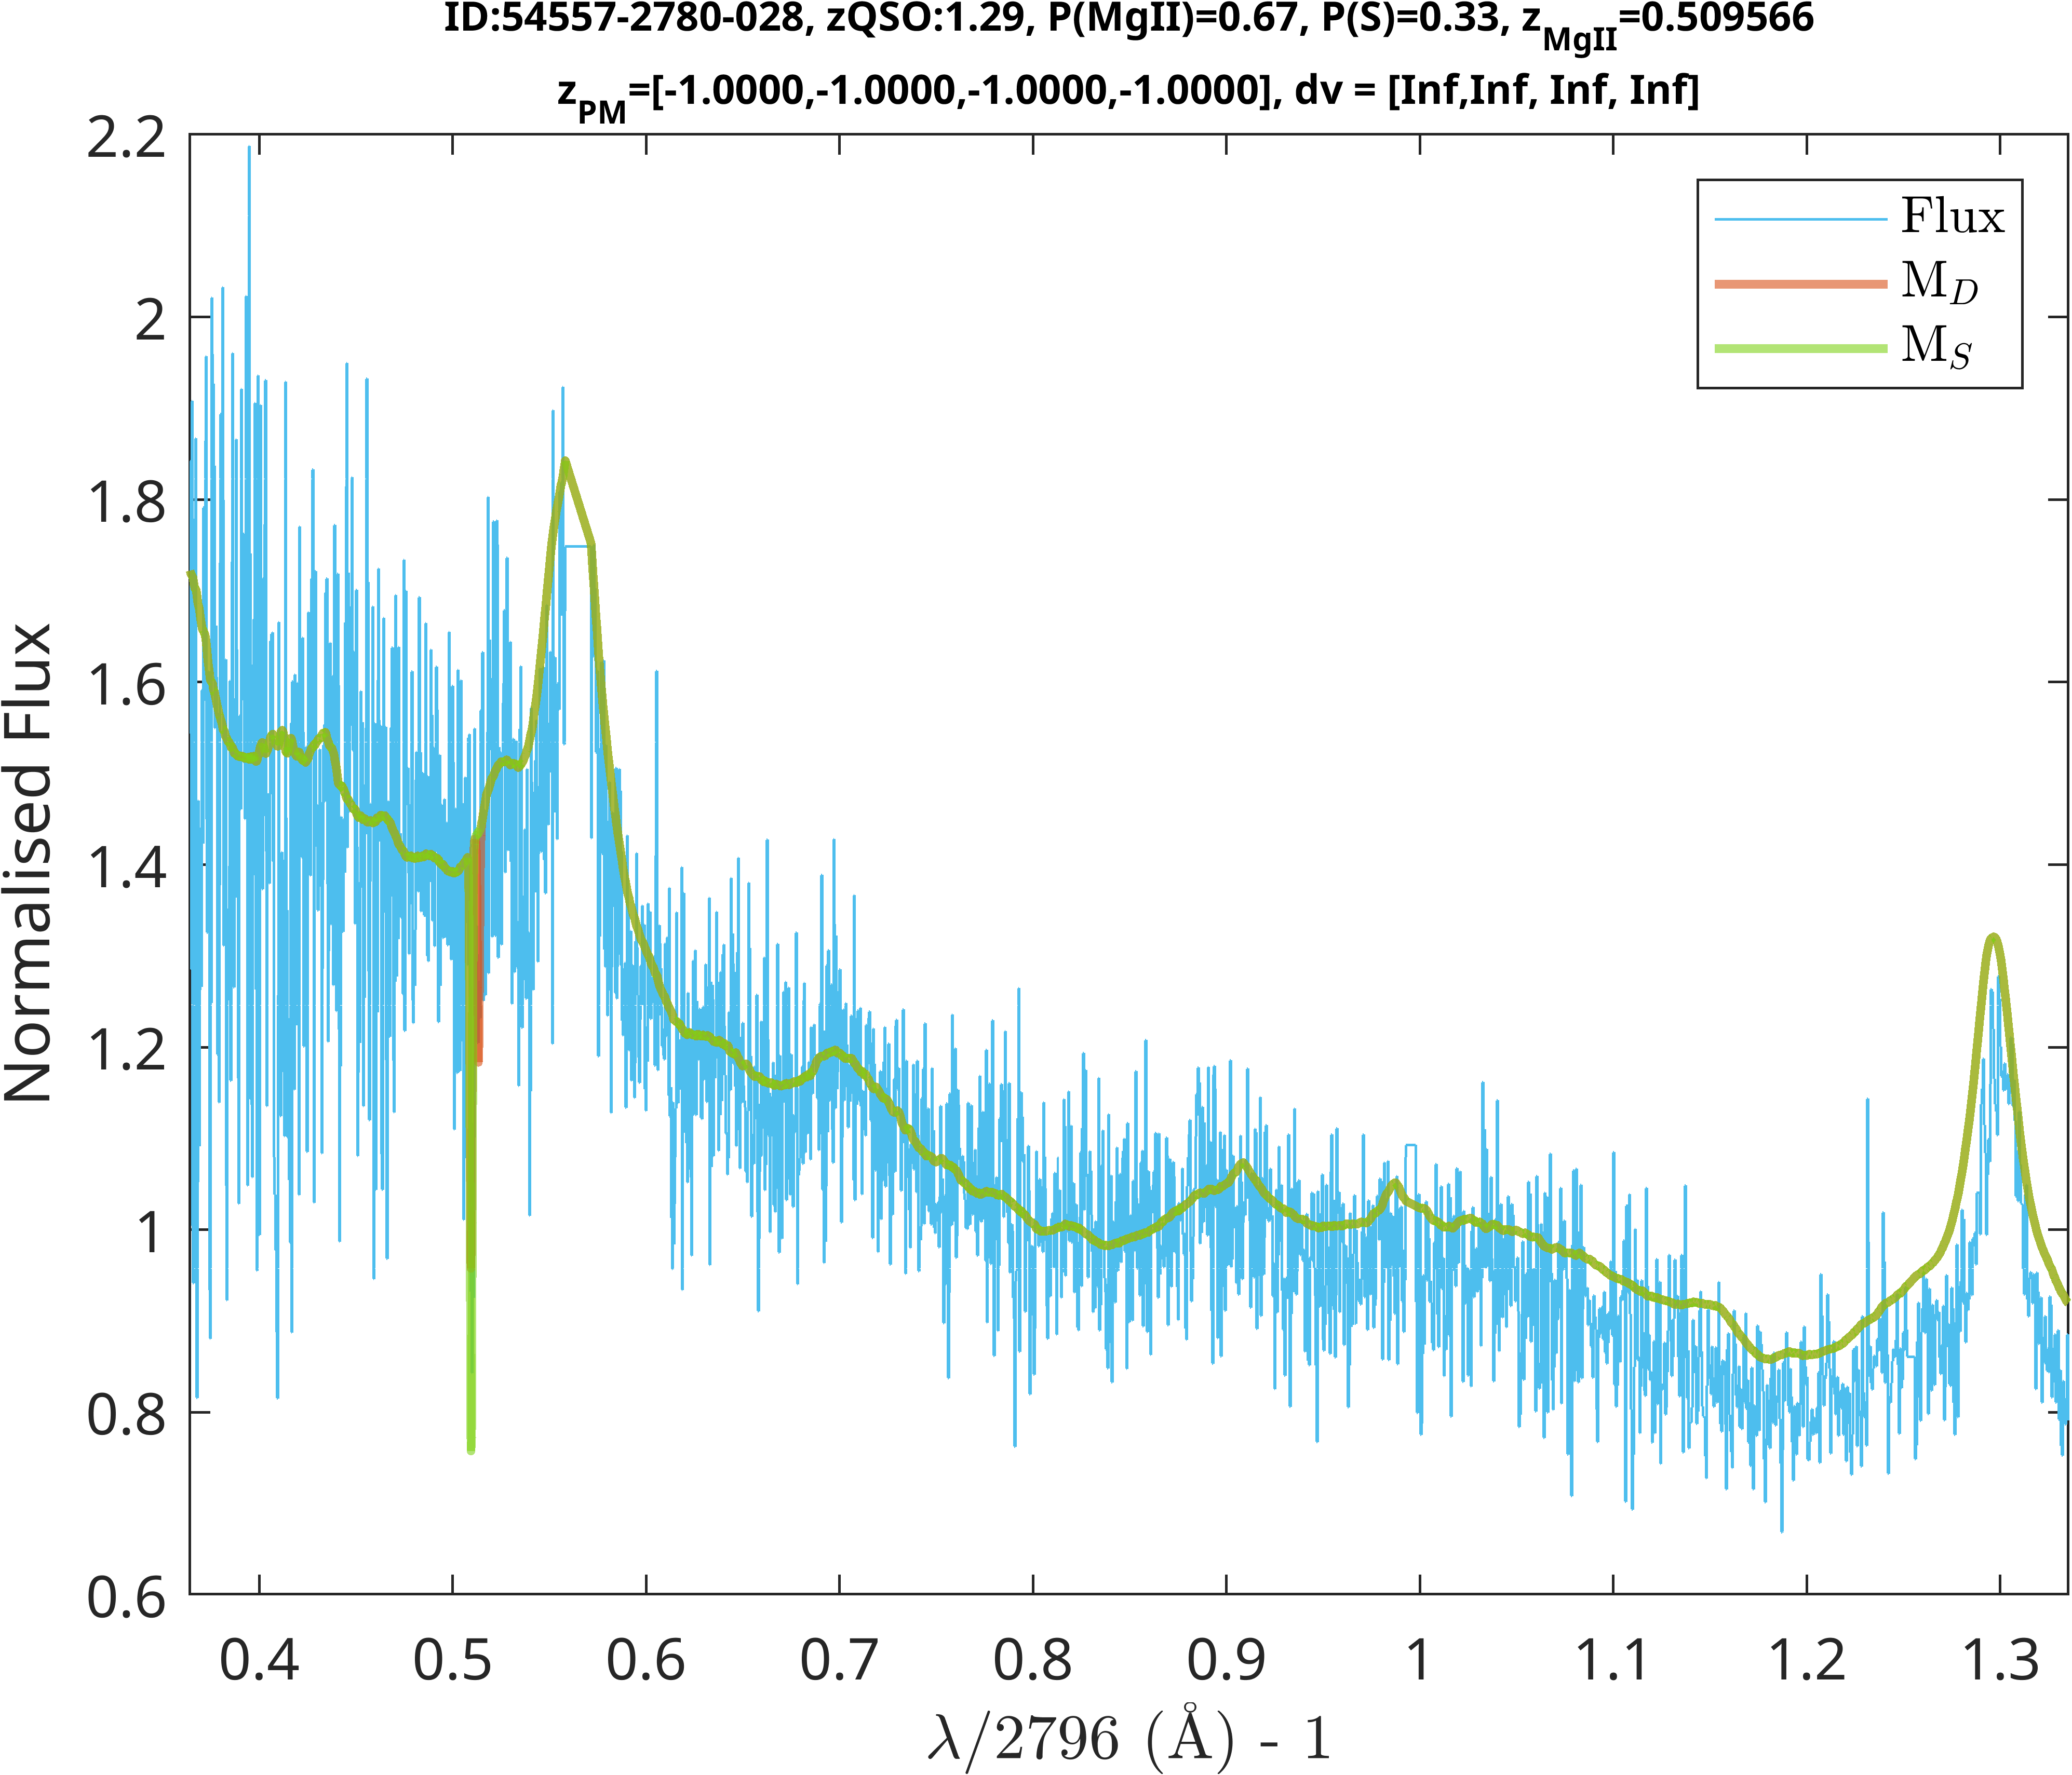 ID:54557-2780-028, zQSO:1.29, P(MgII)=0.67, P(S)=0.33, zMgII=0.509566
zPM=[-1.0000,-1.0000,-1.0000,-1.0000], dv = [Inf,Inf, Inf, Inf]
2.2
2
1.8
1.6
1.4
1.2
1
0.8
0.6
Normalised Flux
Flux
MD
MS
0.4 0.5 0.6 0.7 0.8 0.9 1 1.1 1.2 1.3
λ/2796 (Å) - 1